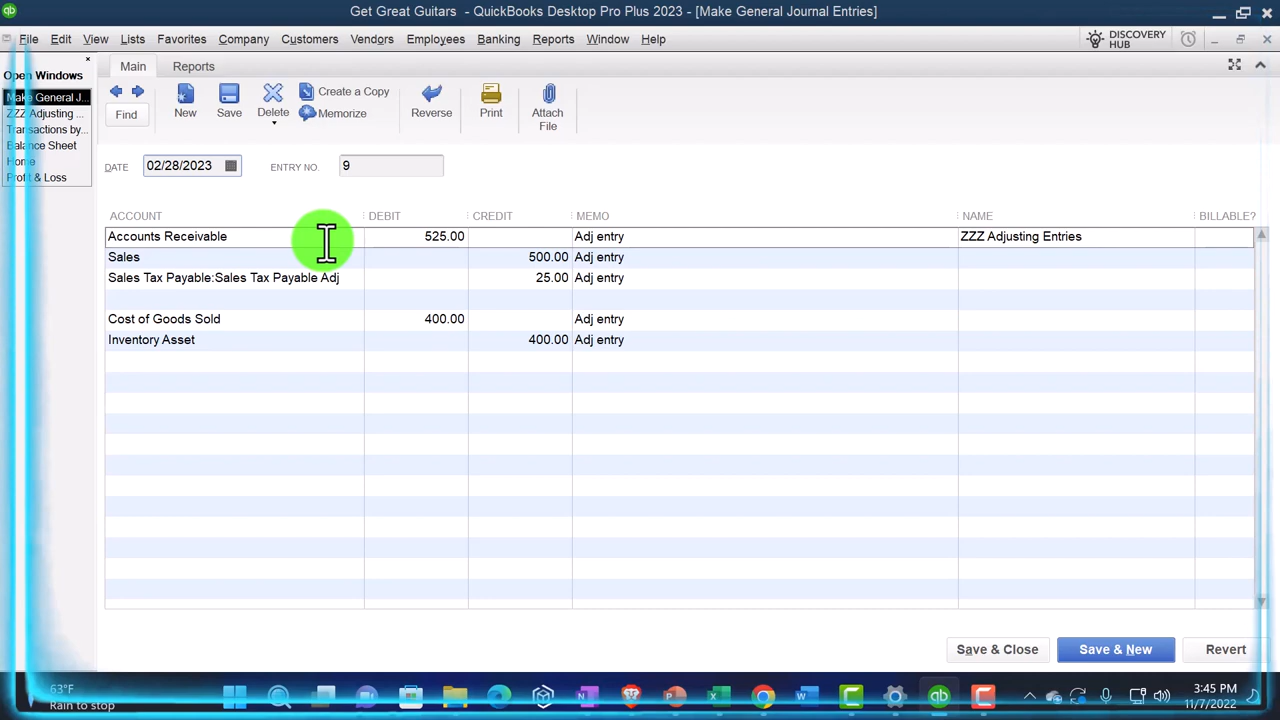 Get Great Guitars - QuickBooks Desktop Pro Plus 2023 - [Make General Journal Entries]
File Edit View Lists Favorites Company Customers Vendors Employees Banking Reports Window Help
DISCOVERY HUB
Open Windows
Make General J...
ZZZ Adjusting ...
Transactions by...
Balance Sheet
Home
Profit & Loss
Main Reports
Find New Save Delete Create a Copy Memorize Reverse Print Attach File
DATE 02/28/2023 ENTRY NO. 9
ACCOUNT DEBIT CREDIT MEMO NAME BILLABLE?
Accounts Receivable 525.00 Adj entry ZZZ Adjusting Entries
Sales 500.00 Adj entry
Sales Tax Payable:Sales Tax Payable Adj 25.00 Adj entry
Cost of Goods Sold 400.00 Adj entry
Inventory Asset 400.00 Adj entry
Save & Close Save & New Revert
63°F
Rain to stop
3:45 PM
11/7/2022